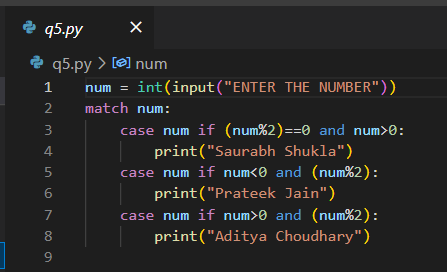 q5.py ×
q5.py > num
1 num = int(input("ENTER THE NUMBER"))
2 match num:
3     case num if (num%2)==0 and num>0:
4         print("Saurabh Shukla")
5     case num if num<0 and (num%2):
6         print("Prateek Jain")
7     case num if num>0 and (num%2):
8         print("Aditya Choudhary")
9